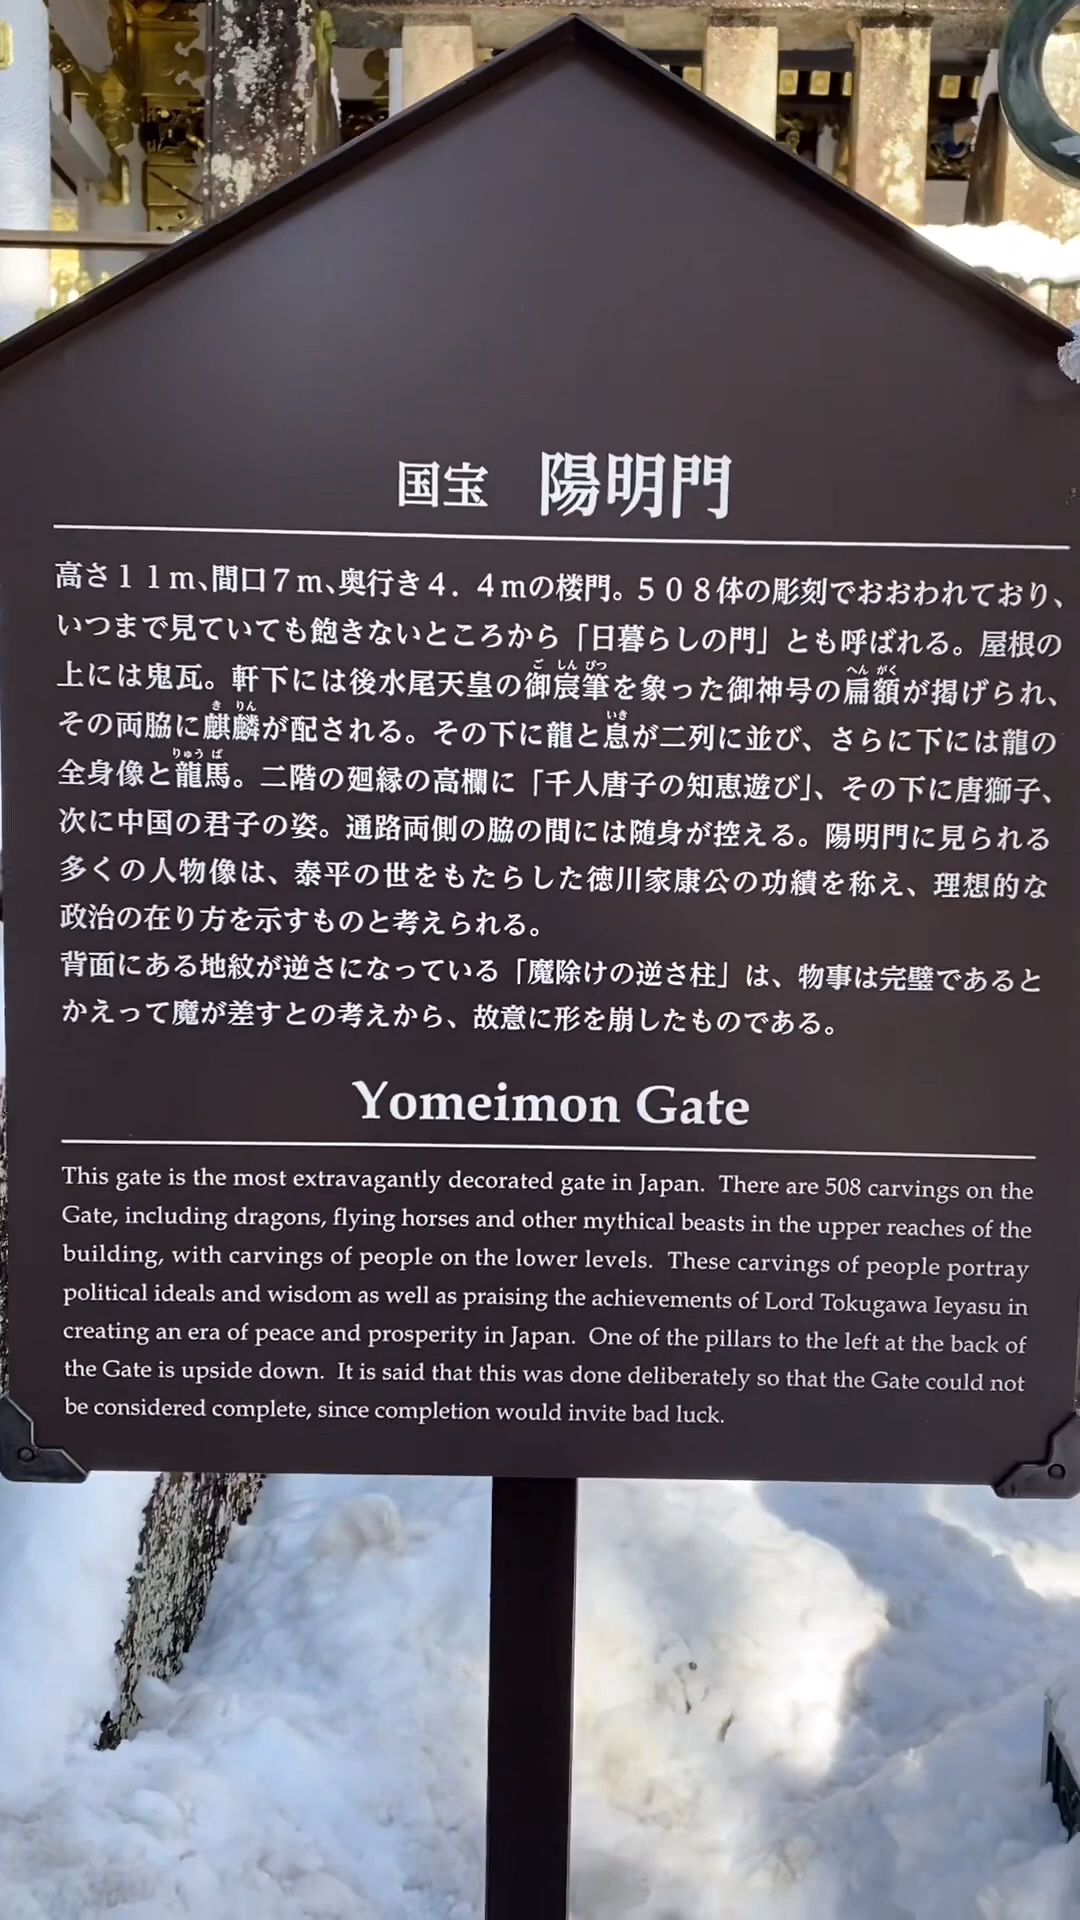 国宝 陽明門
高さ１１ｍ、間口７ｍ、奥行き４．４ｍの楼門。５０８体の彫刻でおおわれており、
いつまで見ていても飽きないところから「日暮らしの門」とも呼ばれる。屋根の
上には鬼瓦。軒下には後水尾天皇の御宸筆を象った御神号の扁額が掲げられ、
その両脇に麒麟が配される。その下に龍と息が二列に並び、さらに下には龍の
全身像と龍馬。二階の廻縁の高欄に「千人唐子の知恵遊び」、その下に唐獅子、
次に中国の君子の姿。通路両側の脇の間には随身が控える。陽明門に見られる
多くの人物像は、泰平の世をもたらした徳川家康公の功績を称え、理想的な
政治の在り方を示すものと考えられる。
背面にある地紋が逆さになっている「魔除けの逆さ柱」は、物事は完璧であると
かえって魔が差すとの考えから、故意に形を崩したものである。
Yomeimon Gate
This gate is the most extravagantly decorated gate in Japan. There are 508 carvings on the
Gate, including dragons, flying horses and other mythical beasts in the upper reaches of the
building, with carvings of people on the lower levels. These carvings of people portray
political ideals and wisdom as well as praising the achievements of Lord Tokugawa Ieyasu in
creating an era of peace and prosperity in Japan. One of the pillars to the left at the back of
the Gate is upside down. It is said that this was done deliberately so that the Gate could not
be considered complete, since completion would invite bad luck.